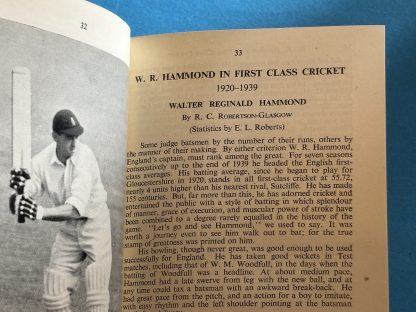 32
33
W. R. HAMMOND IN FIRST CLASS CRICKET
1920–1939
WALTER REGINALD HAMMOND
By R. C. ROBERTSON-GLASGOW
(Statistics by E. L. Roberts)
Some judge batsmen by the number of their runs, others by
the manner of their making. By either criterion W. R. Hammond,
England's captain, must rank among the great. For seven seasons
consecutively up to the end of 1939 he headed the English first-
class averages. His batting average, since he began to play for
Gloucestershire in 1920, stands in all first-class cricket at 55.72,
nearly 4 units higher than his nearest rival, Sutcliffe. He has made
155 centuries. But, far more than this, he has adorned cricket and
entertained the public with a style of batting in which splendour
of manner, grace of execution, and muscular power of stroke have
been combined to a degree rarely equalled in the history of the
game. "Let's go and see Hammond," we used to say. It was
worth a journey even to see him walk out to bat; for the true
stamp of greatness was printed on him.
His bowling, though never great, was good enough to be used
successfully for England. He has taken good wickets in Test
matches, including that of W. M. Woodfull, in the days when the
batting of Woodfull was a headline. At about medium pace,
Hammond had a late swerve from leg with the new ball, and at
any time could tax a batsman with an awkward break-back. He
had great pace from the pitch, and an action for a boy to imitate,
with easy rhythm and the left shoulder pointing at the batsman